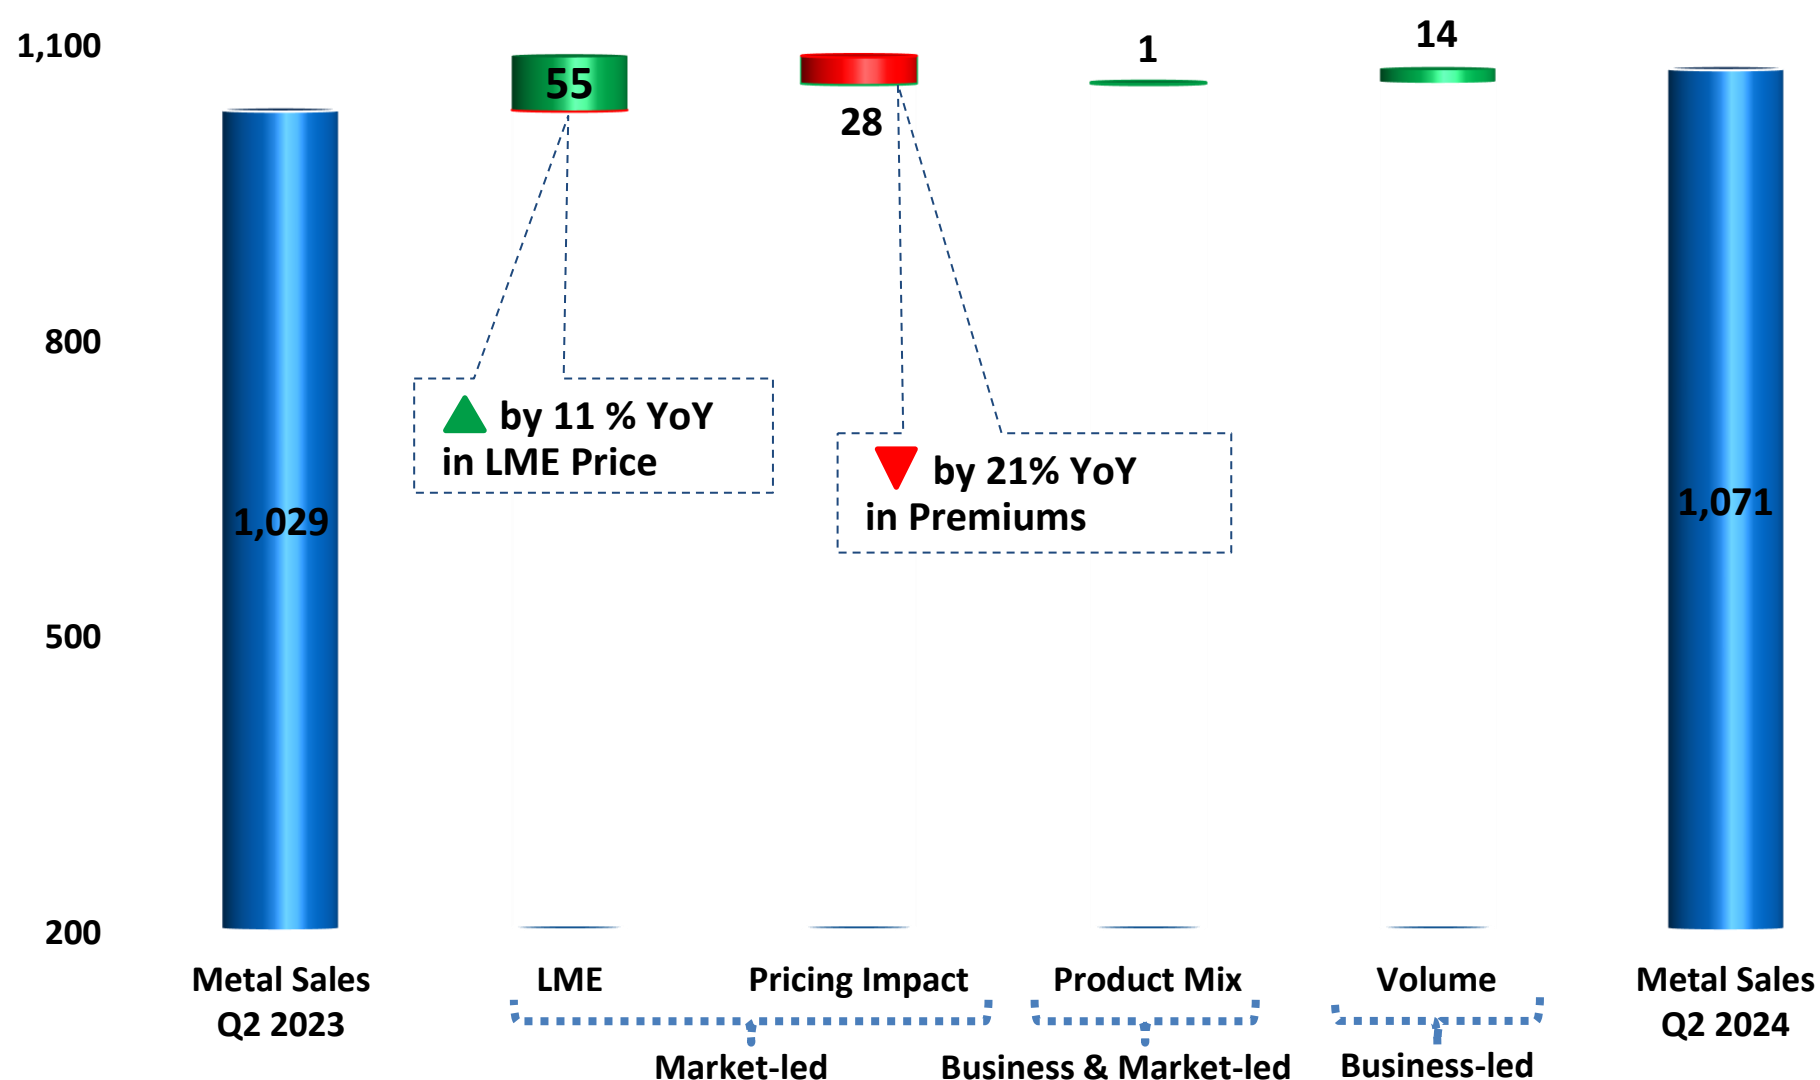 1,100
800
500
200
1,029
55
28
1
14
1,071
by 11 % YoY
in LME Price
by 21% YoY
in Premiums
Metal Sales
Q2 2023
LME
Pricing Impact
Product Mix
Volume
Metal Sales
Q2 2024
Market-led
Business & Market-led
Business-led